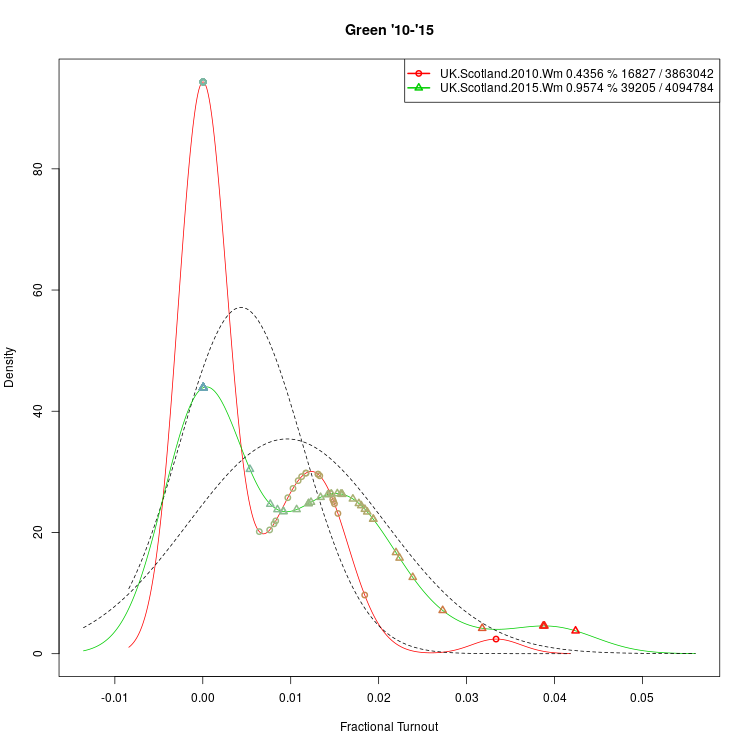 Green '10-'15
UK.Scotland.2010.Wm 0.4356 % 16827 / 3863042
UK.Scotland.2015.Wm 0.9574 % 39205 / 4094784
Density
80
60
40
20
0
-0.01 0.00 0.01 0.02 0.03 0.04 0.05
Fractional Turnout